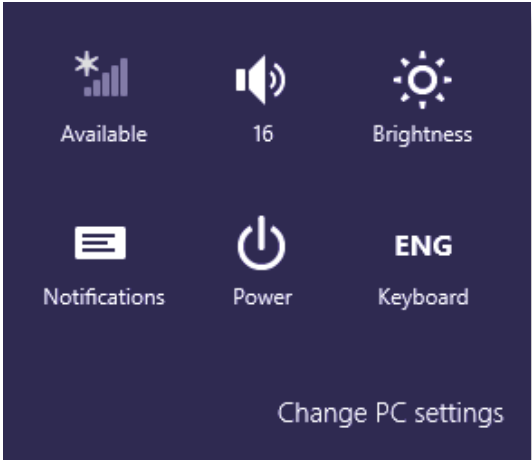 Available 16 Brightness
ENG
Notifications Power Keyboard
Change PC settings